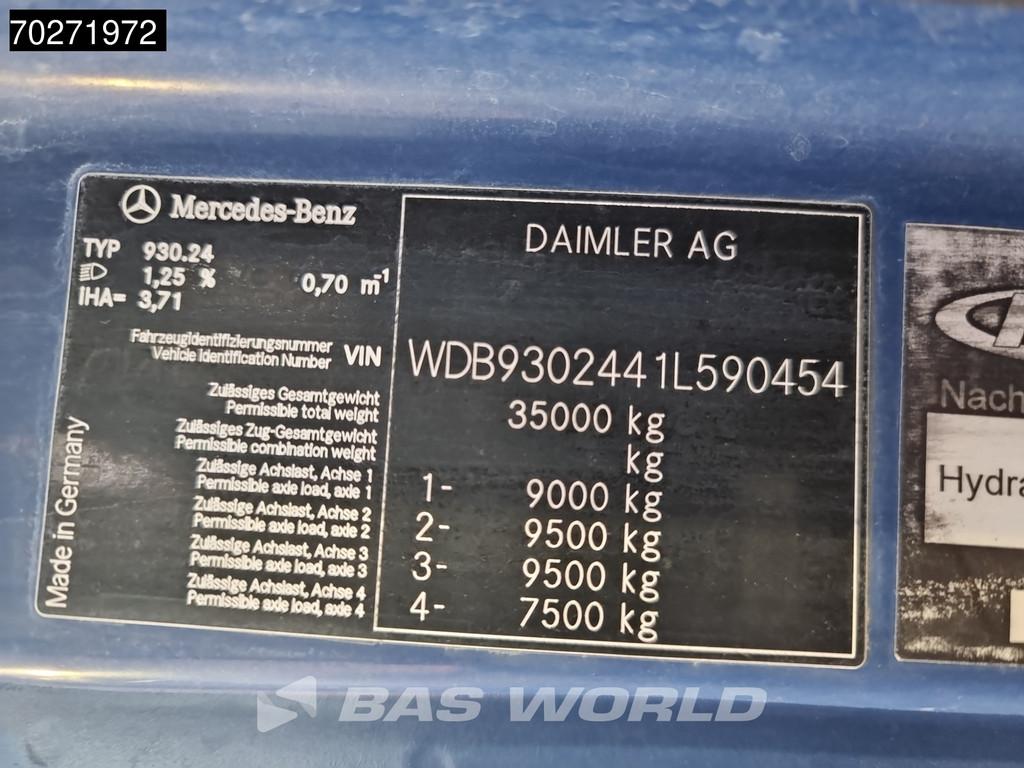 70271972
Mercedes-Benz
TYP 930.24
1,25 % 0,70 m⁻¹
IHA= 3,71
DAIMLER AG
Fahrzeugidentifizierungsnummer
Vehicle Identification Number VIN WDB9302441L590454
Zulässiges Gesamtgewicht
Permissible total weight 35000 kg
Zulässiges Zug-Gesamtgewicht
Permissible combination weight kg
Zulässige Achslast, Achse 1
Permissible axle load, axle 1 1- 9000 kg
Zulässige Achslast, Achse 2
Permissible axle load, axle 2 2- 9500 kg
Zulässige Achslast, Achse 3
Permissible axle load, axle 3 3- 9500 kg
Zulässige Achslast, Achse 4
Permissible axle load, axle 4 4- 7500 kg
Made in Germany
Nach
Hydra
BAS WORLD